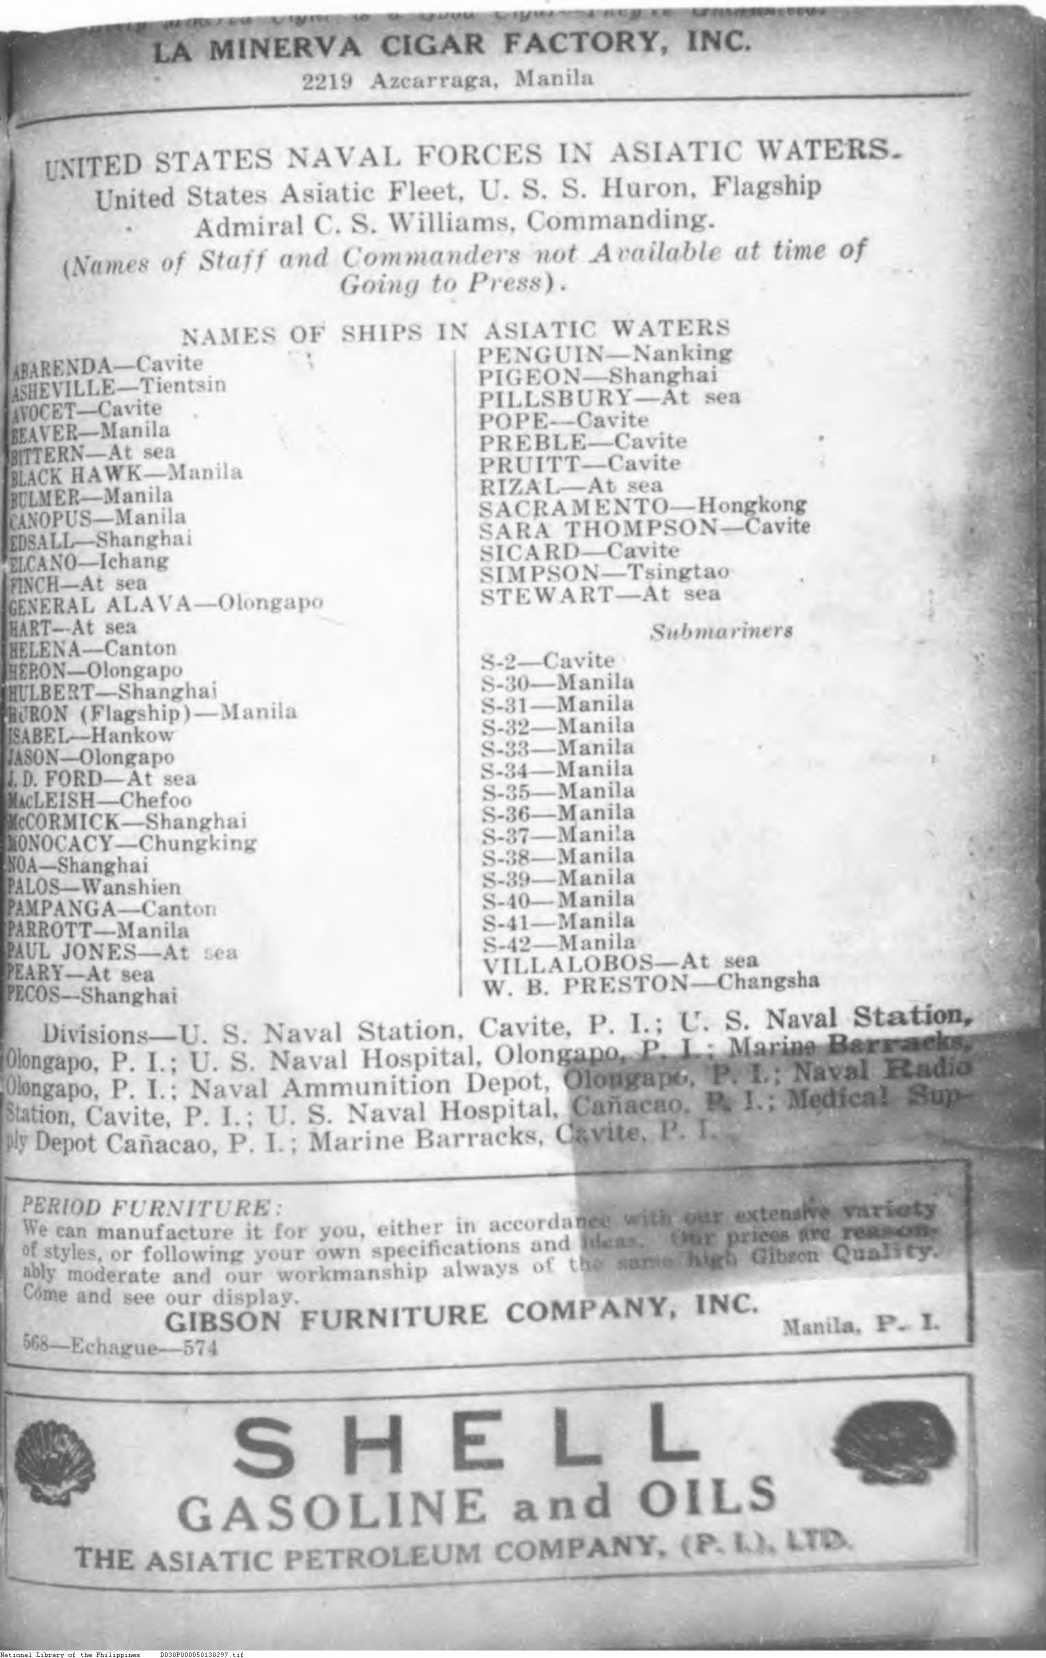 LA MINERVA CIGAR FACTORY, INC.
2219 Azcarraga, Manila
UNITED STATES NAVAL FORCES IN ASIATIC WATERS.
United States Asiatic Fleet, U. S. S. Huron, Flagship
Admiral C. S. Williams, Commanding.
(Names of Staff and Commanders not Available at time of
Going to Press).
NAMES OF SHIPS IN ASIATIC WATERS
ABARENDA—Cavite
ASHEVILLE—Tientsin
AVOCET—Cavite
BEAVER—Manila
BITTERN—At sea
BLACK HAWK—Manila
BULMER—Manila
CANOPUS—Manila
EDSALL—Shanghai
ELCANO—Ichang
FINCH—At sea
GENERAL ALAVA—Olongapo
HART—At sea
HELENA—Canton
HERON—Olongapo
HULBERT—Shanghai
HURON (Flagship)—Manila
ISABEL—Hankow
JASON—Olongapo
J. D. FORD—At sea
MacLEISH—Chefoo
McCORMICK—Shanghai
MONOCACY—Chungking
NOA—Shanghai
PALOS—Wanshien
PAMPANGA—Canton
PARROTT—Manila
PAUL JONES—At sea
PEARY—At sea
PECOS—Shanghai
PENGUIN—Nanking
PIGEON—Shanghai
PILLSBURY—At sea
POPE—Cavite
PREBLE—Cavite
PRUITT—Cavite
RIZAL—At sea
SACRAMENTO—Hongkong
SARA THOMPSON—Cavite
SICARD—Cavite
SIMPSON—Tsingtao
STEWART—At sea
Submariners
S-2—Cavite
S-30—Manila
S-31—Manila
S-32—Manila
S-33—Manila
S-34—Manila
S-35—Manila
S-36—Manila
S-37—Manila
S-38—Manila
S-39—Manila
S-40—Manila
S-41—Manila
S-42—Manila
VILLALOBOS—At sea
W. B. PRESTON—Changsha
Divisions—U. S. Naval Station, Cavite, P. I.; U. S. Naval Station,
Olongapo, P. I.; U. S. Naval Hospital, Olongapo, P. I.; Marine Barracks,
Olongapo, P. I.; Naval Ammunition Depot, Olongapo, P. I.; Naval Radio
Station, Cavite, P. I.; U. S. Naval Hospital, Cañacao, P. I.; Medical Sup-
ply Depot Cañacao, P. I.; Marine Barracks, Cavite, P. I.
PERIOD FURNITURE:
We can manufacture it for you, either in accordance with our extensive variety
of styles, or following your own specifications and ideas. Our prices are reason-
ably moderate and our workmanship always of the same high Gibson Quality.
Come and see our display.
GIBSON FURNITURE COMPANY, INC.
568—Echague—574 Manila, P. I.
SHELL
GASOLINE and OILS
THE ASIATIC PETROLEUM COMPANY, (P. I.), LTD.
National Library of the Philippines D030P000050130297.tif